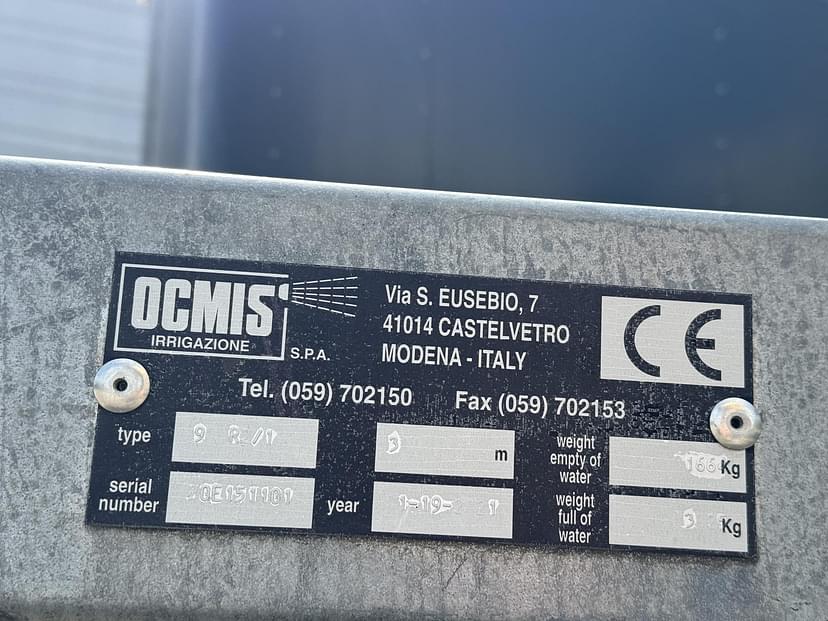 OCMIS
IRRIGAZIONE
S.P.A.
Via S. EUSEBIO, 7
41014 CASTELVETRO
MODENA - ITALY
CE
Tel. (059) 702150 Fax (059) 702153
type
m
weight empty of water
Kg
serial number
year
weight full of water
Kg